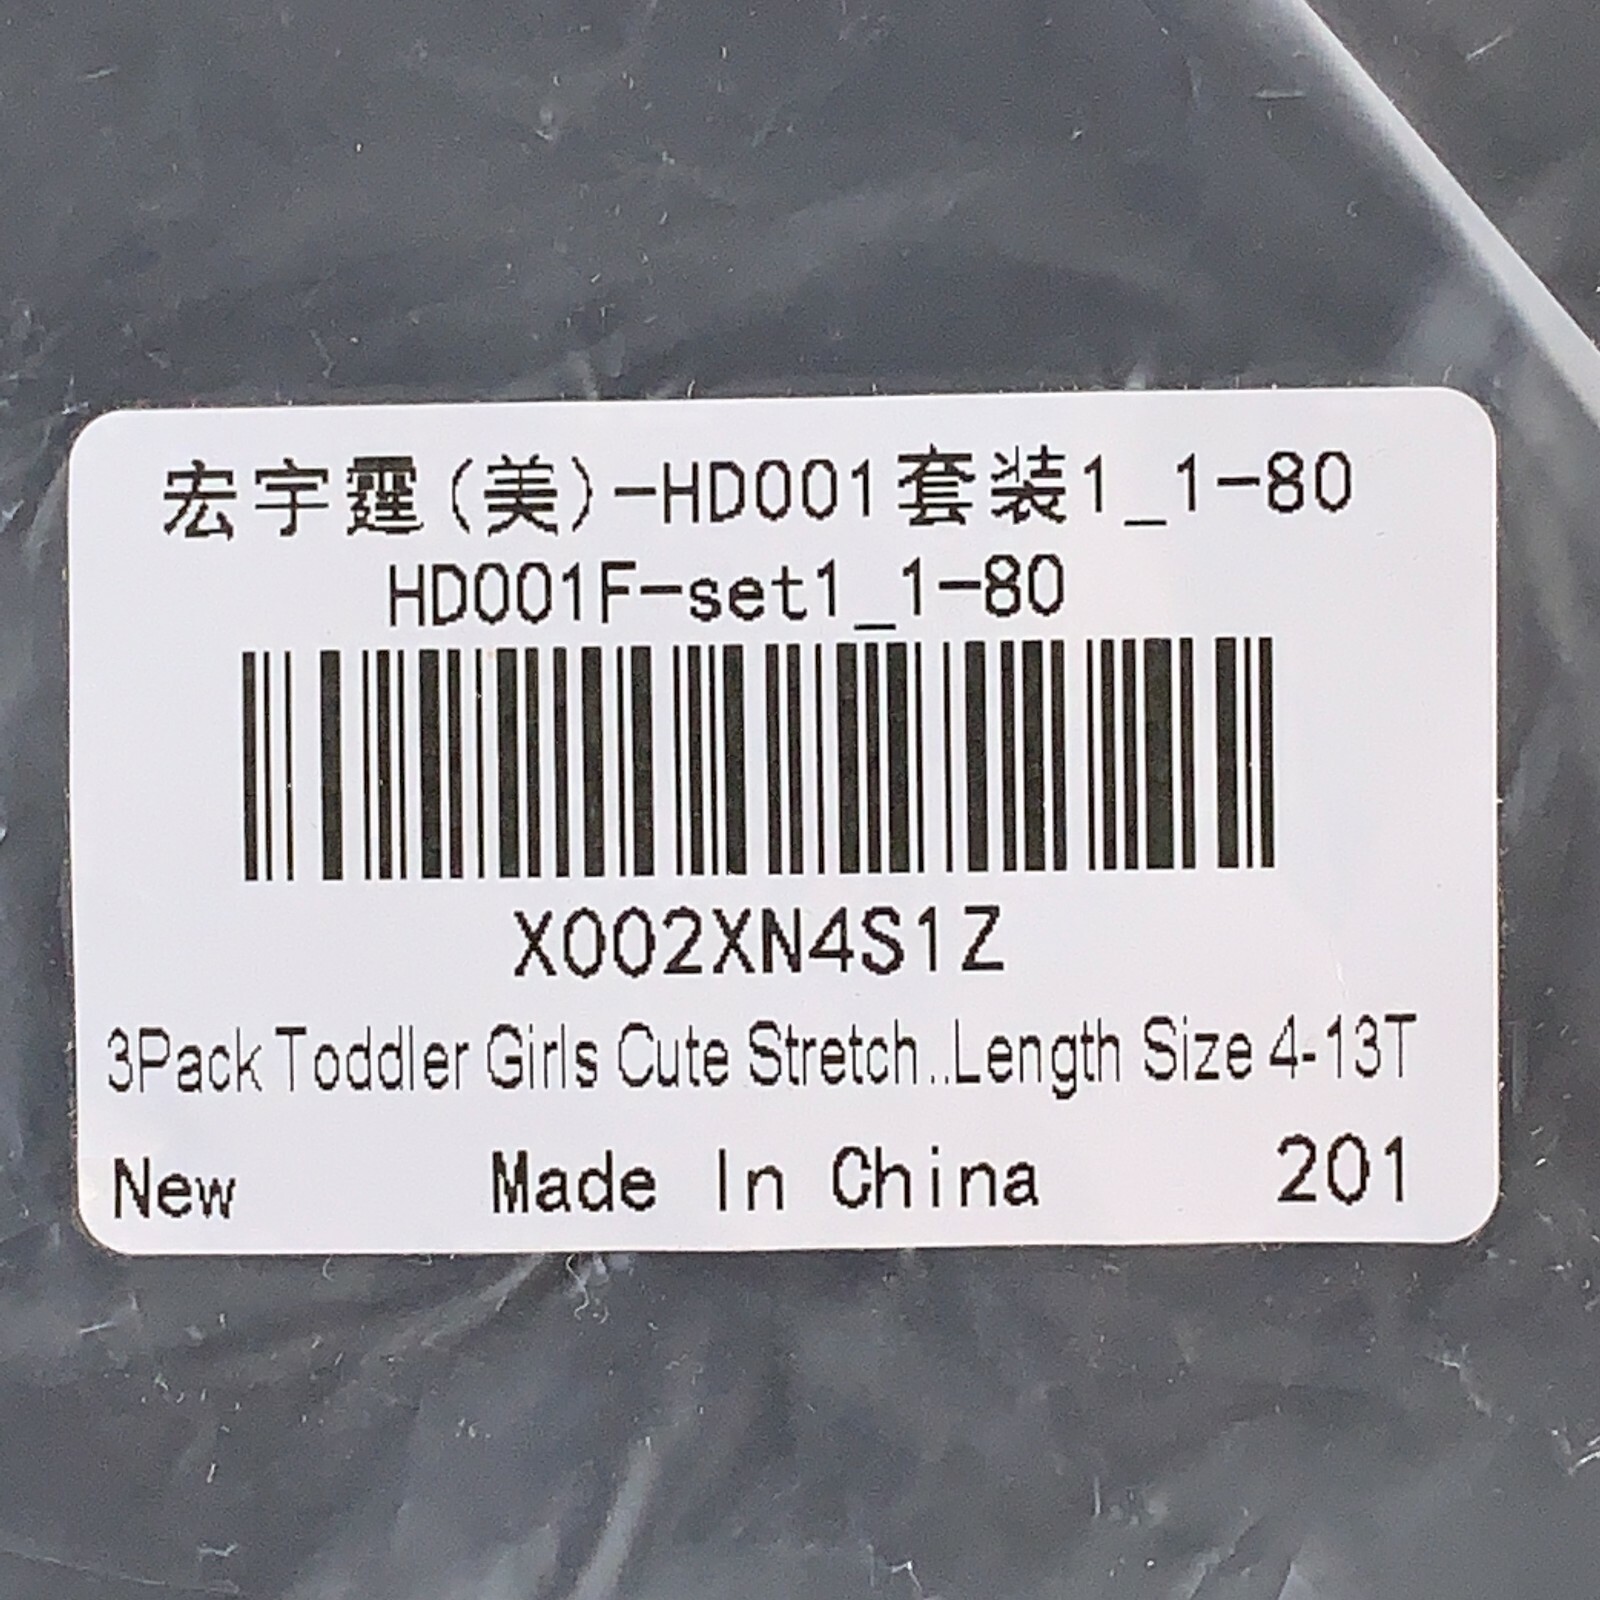 宏宇霆(美)-HD001套装1_1-80
HD001F-set1_1-80
X002XN4S1Z
3Pack Toddler Girls Cute Stretch..Length Size 4-13T
New Made In China 201